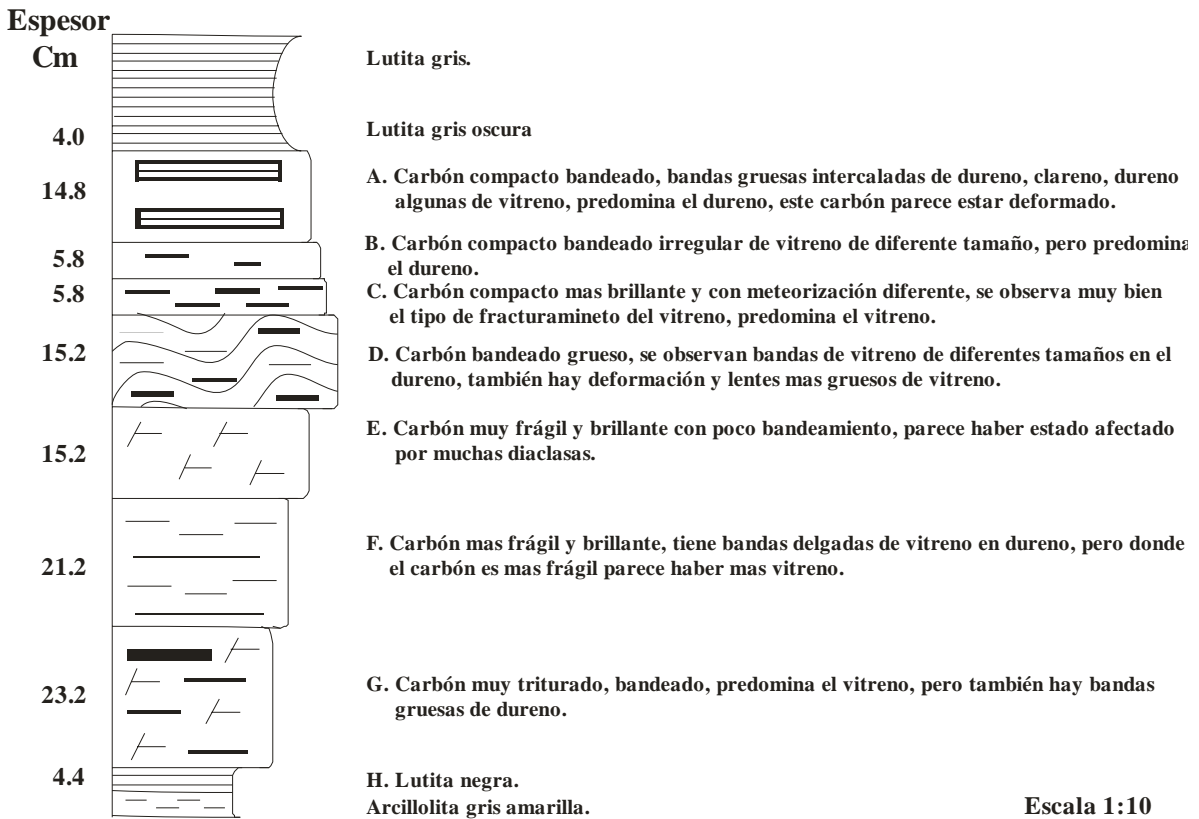 Espesor
Cm
Lutita gris.
4.0
Lutita gris oscura
14.8
A. Carbón compacto bandeado, bandas gruesas intercaladas de dureno, clareno, dureno
algunas de vitreno, predomina el dureno, este carbón parece estar deformado.
5.8
B. Carbón compacto bandeado irregular de vitreno de diferente tamaño, pero predomina
el dureno.
5.8
C. Carbón compacto mas brillante y con meteorización diferente, se observa muy bien
el tipo de fracturamineto del vitreno, predomina el vitreno.
15.2
D. Carbón bandeado grueso, se observan bandas de vitreno de diferentes tamaños en el
dureno, también hay deformación y lentes mas gruesos de vitreno.
15.2
E. Carbón muy frágil y brillante con poco bandeamiento, parece haber estado afectado
por muchas diaclasas.
21.2
F. Carbón mas frágil y brillante, tiene bandas delgadas de vitreno en dureno, pero donde
el carbón es mas frágil parece haber mas vitreno.
23.2
G. Carbón muy triturado, bandeado, predomina el vitreno, pero también hay bandas
gruesas de dureno.
4.4
H. Lutita negra.
Arcillolita gris amarilla.
Escala 1:10